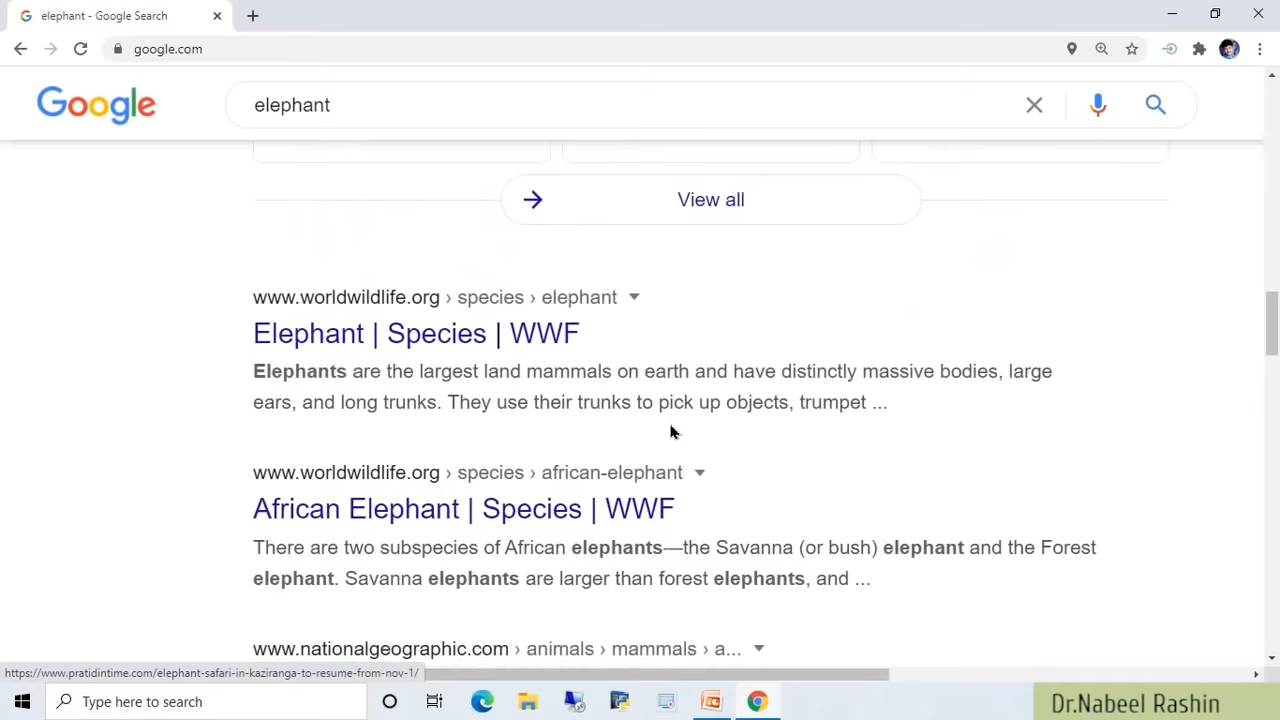 elephant - Google Search
google.com
Google
elephant
View all
www.worldwildlife.org › species › elephant
Elephant | Species | WWF
Elephants are the largest land mammals on earth and have distinctly massive bodies, large
ears, and long trunks. They use their trunks to pick up objects, trumpet ...
www.worldwildlife.org › species › african-elephant
African Elephant | Species | WWF
There are two subspecies of African elephants—the Savanna (or bush) elephant and the Forest
elephant. Savanna elephants are larger than forest elephants, and ...
www.nationalgeographic.com › animals › mammals › a...
https://www.pratidintime.com/elephant-safari-in-kaziranga-to-resume-from-nov-1/
Type here to search
Dr.Nabeel Rashin